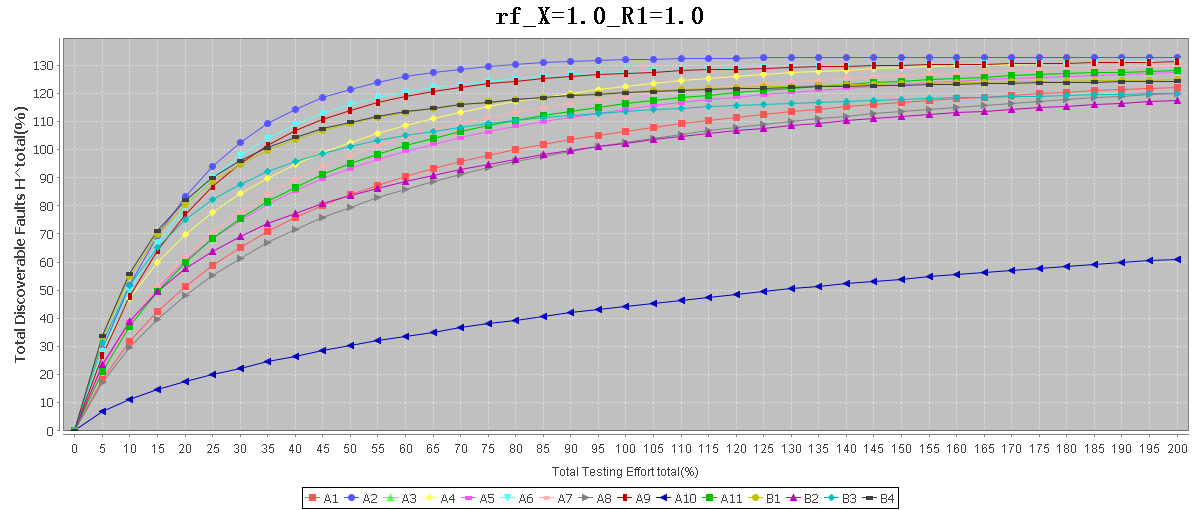 rf_X=1.0_R1=1.0
Total Discoverable Faults H^total(%)
130
120
110
100
90
80
70
60
50
40
30
20
10
0
0 5 10 15 20 25 30 35 40 45 50 55 60 65 70 75 80 85 90 95 100 105 110 115 120 125 130 135 140 145 150 155 160 165 170 175 180 185 190 195 200
Total Testing Effort total(%)
A1 A2 A3 A4 A5 A6 A7 A8 A9 A10 A11 B1 B2 B3 B4